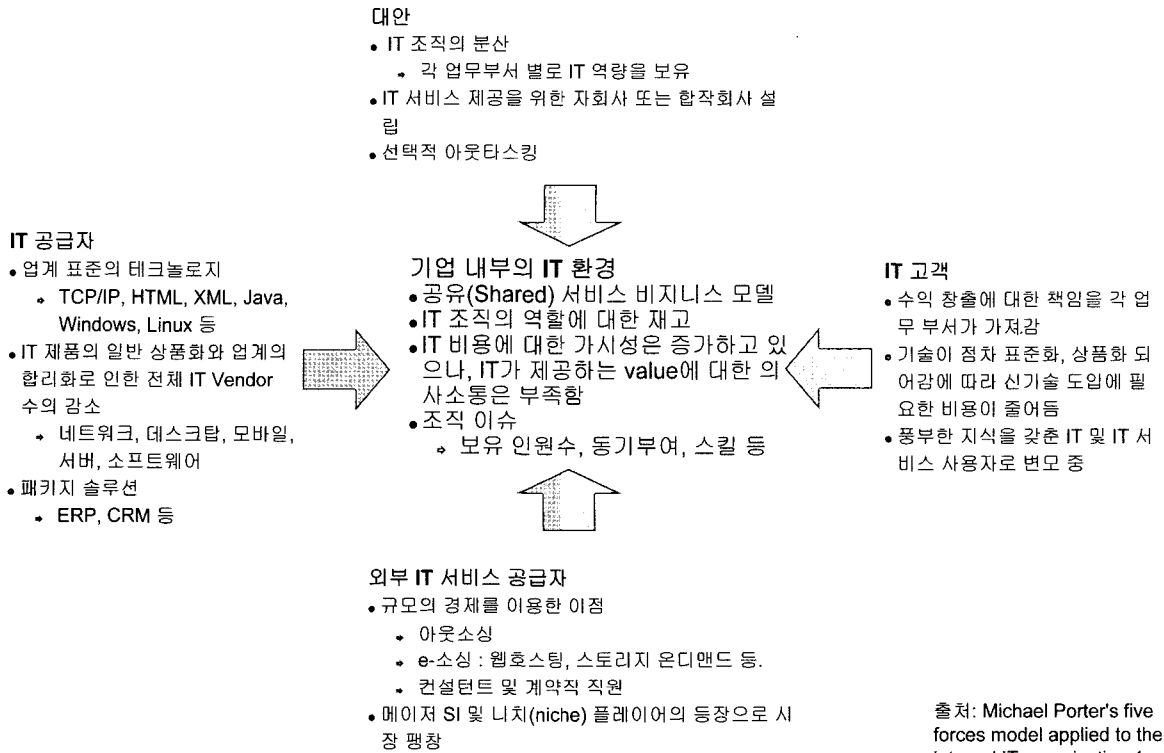 대안
• IT 조직의 분산
→ 각 업무부서 별로 IT 역량을 보유
• IT 서비스 제공을 위한 자회사 또는 합작회사 설
립
• 선택적 아웃타스킹
IT 공급자
• 업계 표준의 테크놀로지
→ TCP/IP, HTML, XML, Java,
Windows, Linux 등
• IT 제품의 일반 상품화와 업계의
합리화로 인한 전체 IT Vendor
수의 감소
→ 네트워크, 데스크탑, 모바일,
서버, 소프트웨어
• 패키지 솔루션
→ ERP, CRM 등
기업 내부의 IT 환경
• 공유(Shared) 서비스 비지니스 모델
• IT 조직의 역할에 대한 재고
• IT 비용에 대한 가시성은 증가하고 있
으나, IT가 제공하는 value에 대한 의
사소통은 부족함
• 조직 이슈
→ 보유 인원수, 동기부여, 스킬 등
IT 고객
• 수익 창출에 대한 책임을 각 업
무 부서가 가져감
• 기술이 점차 표준화, 상품화 되
어감에 따라 신기술 도입에 필
요한 비용이 줄어듬
• 풍부한 지식을 갖춘 IT 및 IT 서
비스 사용자로 변모 중
외부 IT 서비스 공급자
• 규모의 경제를 이용한 이점
→ 아웃소싱
→ e-소싱 : 웹호스팅, 스토리지 온디맨드 등.
→ 컨설턴트 및 계약직 직원
• 메이저 SI 및 니치(niche) 플레이어의 등장으로 시
장 팽창
출처: Michael Porter's five
forces model applied to the